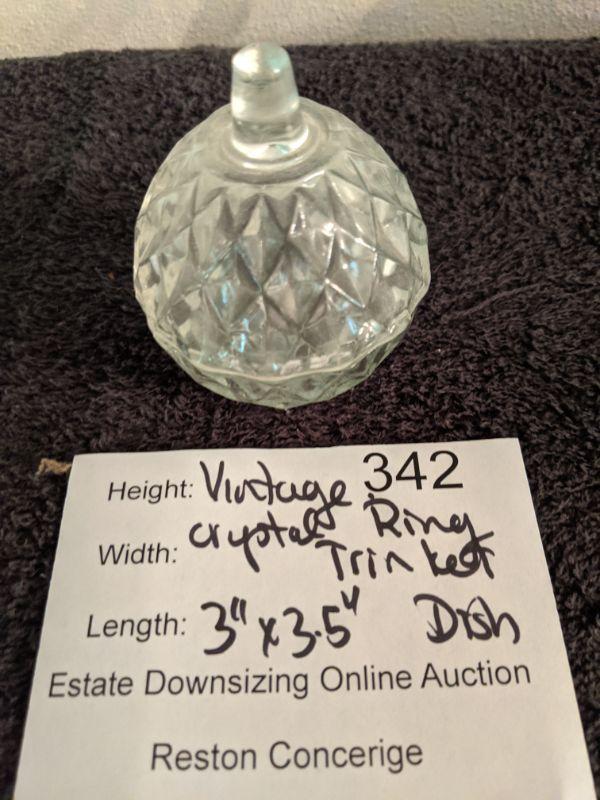 Height: Vintage 342
Width: Crystal Ring
Trinket
Length: 3" x 3.5" Dish
Estate Downsizing Online Auction
Reston Concerige